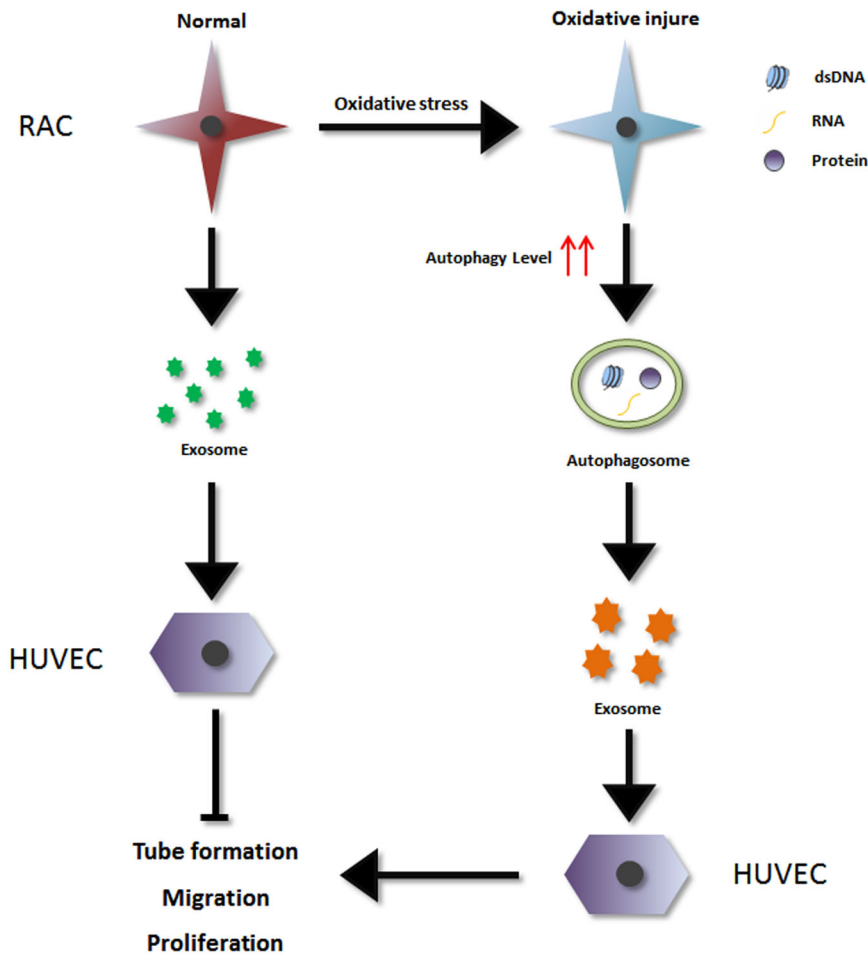 Normal
Oxidative injure
RAC
Oxidative stress
dsDNA
RNA
Protein
Autophagy Level
Exosome
Autophagosome
HUVEC
Exosome
Tube formation
Migration
Proliferation
HUVEC